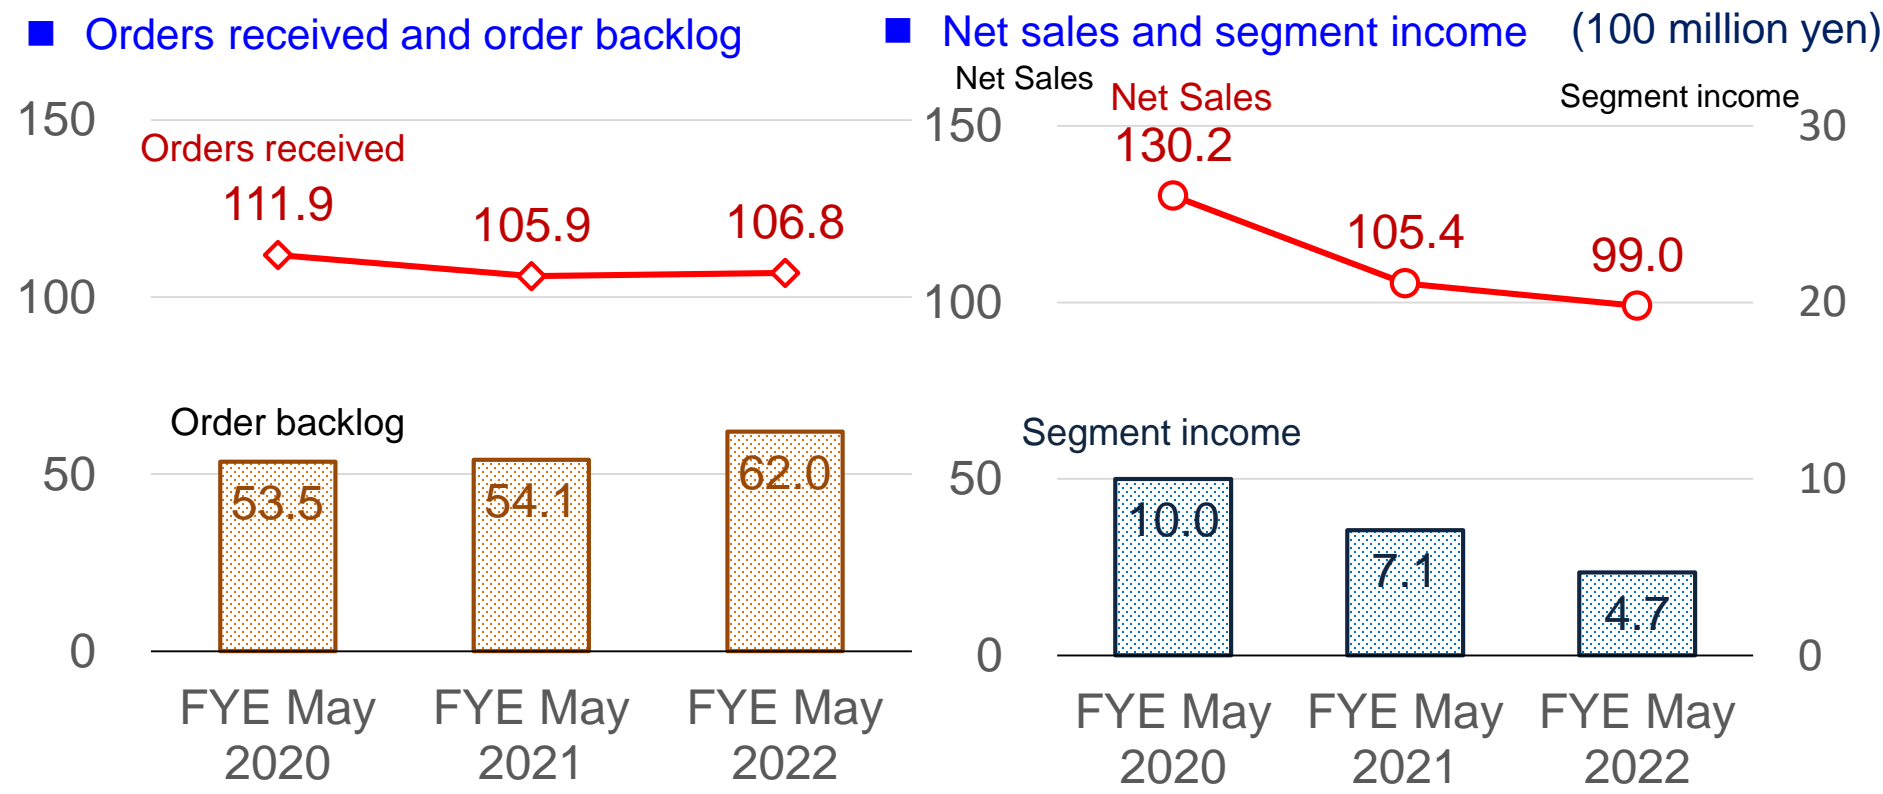 ■ Orders received and order backlog
150
Orders received
111.9
105.9
106.8
100
Order backlog
50
53.5
54.1
62.0
0
FYE May 2020
FYE May 2021
FYE May 2022
■ Net sales and segment income (100 million yen)
Net Sales
Segment income
150
30
Net Sales
130.2
105.4
99.0
100
20
Segment income
50
10
10.0
7.1
4.7
0
0
FYE May 2020
FYE May 2021
FYE May 2022